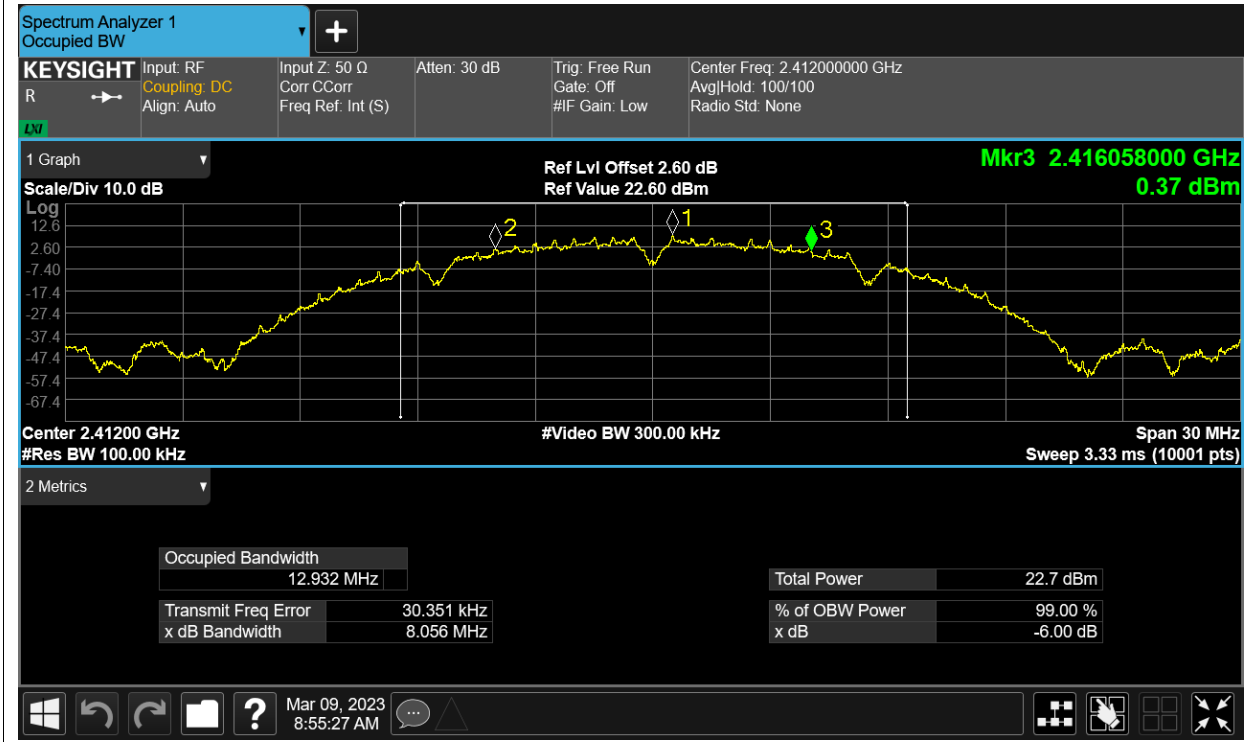 Spectrum Analyzer 1
Occupied BW
KEYSIGHT
R
LXI
Input: RF
Coupling: DC
Align: Auto
Input Z: 50 Ω
Corr CCorr
Freq Ref: Int (S)
Atten: 30 dB
Trig: Free Run
Gate: Off
#IF Gain: Low
Center Freq: 2.412000000 GHz
Avg|Hold: 100/100
Radio Std: None
1 Graph
Scale/Div 10.0 dB
Ref Lvl Offset 2.60 dB
Ref Value 22.60 dBm
Mkr3 2.416058000 GHz
0.37 dBm
Log
12.6
2.60
-7.40
-17.4
-27.4
-37.4
-47.4
-57.4
-67.4
2
1
3
Center 2.41200 GHz
#Res BW 100.00 kHz
#Video BW 300.00 kHz
Span 30 MHz
Sweep 3.33 ms (10001 pts)
2 Metrics
Occupied Bandwidth
12.932 MHz
Transmit Freq Error 30.351 kHz
x dB Bandwidth 8.056 MHz
Total Power 22.7 dBm
% of OBW Power 99.00 %
x dB -6.00 dB
?
Mar 09, 2023
8:55:27 AM